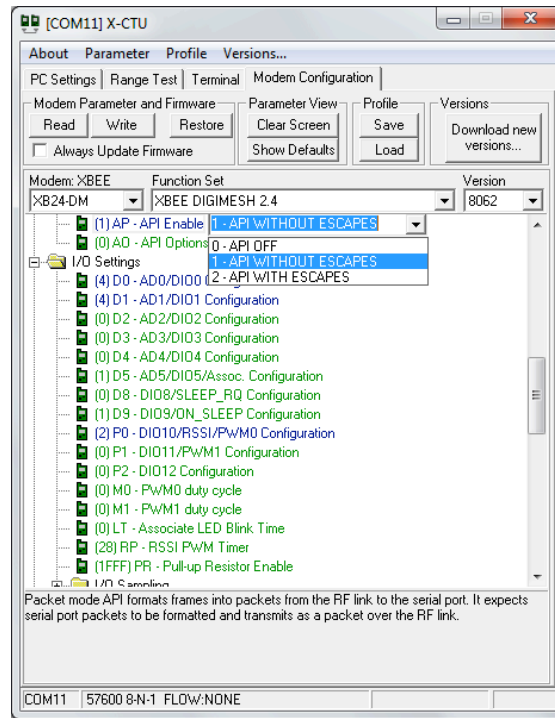 [COM11] X-CTU
About Parameter Profile Versions...
PC Settings Range Test Terminal Modem Configuration
Modem Parameter and Firmware Parameter View Profile Versions
Read Write Restore Clear Screen Save Download new versions...
Always Update Firmware Show Defaults Load
Modem: XBEE Function Set Version
XB24-DM XBEE DIGIMESH 2.4 8062
(1) AP - API Enable 1 - API WITHOUT ESCAPES
(0) AO - API Options 0 - API OFF
I/O Settings 1 - API WITHOUT ESCAPES
(4) D0 - AD0/DIO0 C 2 - API WITH ESCAPES
(4) D1 - AD1/DIO1 Configuration
(0) D2 - AD2/DIO2 Configuration
(0) D3 - AD3/DIO3 Configuration
(0) D4 - AD4/DIO4 Configuration
(1) D5 - AD5/DIO5/Assoc. Configuration
(0) D8 - DIO8/SLEEP_RQ Configuration
(1) D9 - DIO9/ON_SLEEP Configuration
(2) P0 - DIO10/RSSI/PWM0 Configuration
(0) P1 - DIO11/PWM1 Configuration
(0) P2 - DIO12 Configuration
(0) M0 - PWM0 duty cycle
(0) M1 - PWM1 duty cycle
(0) LT - Associate LED Blink Time
(28) RP - RSSI PWM Timer
(1FFF) PR - Pull-up Resistor Enable
I/O Sampling
Packet mode API formats frames into packets from the RF link to the serial port. It expects
serial port packets to be formatted and transmits as a packet over the RF link.
COM11 57600 8-N-1 FLOW:NONE